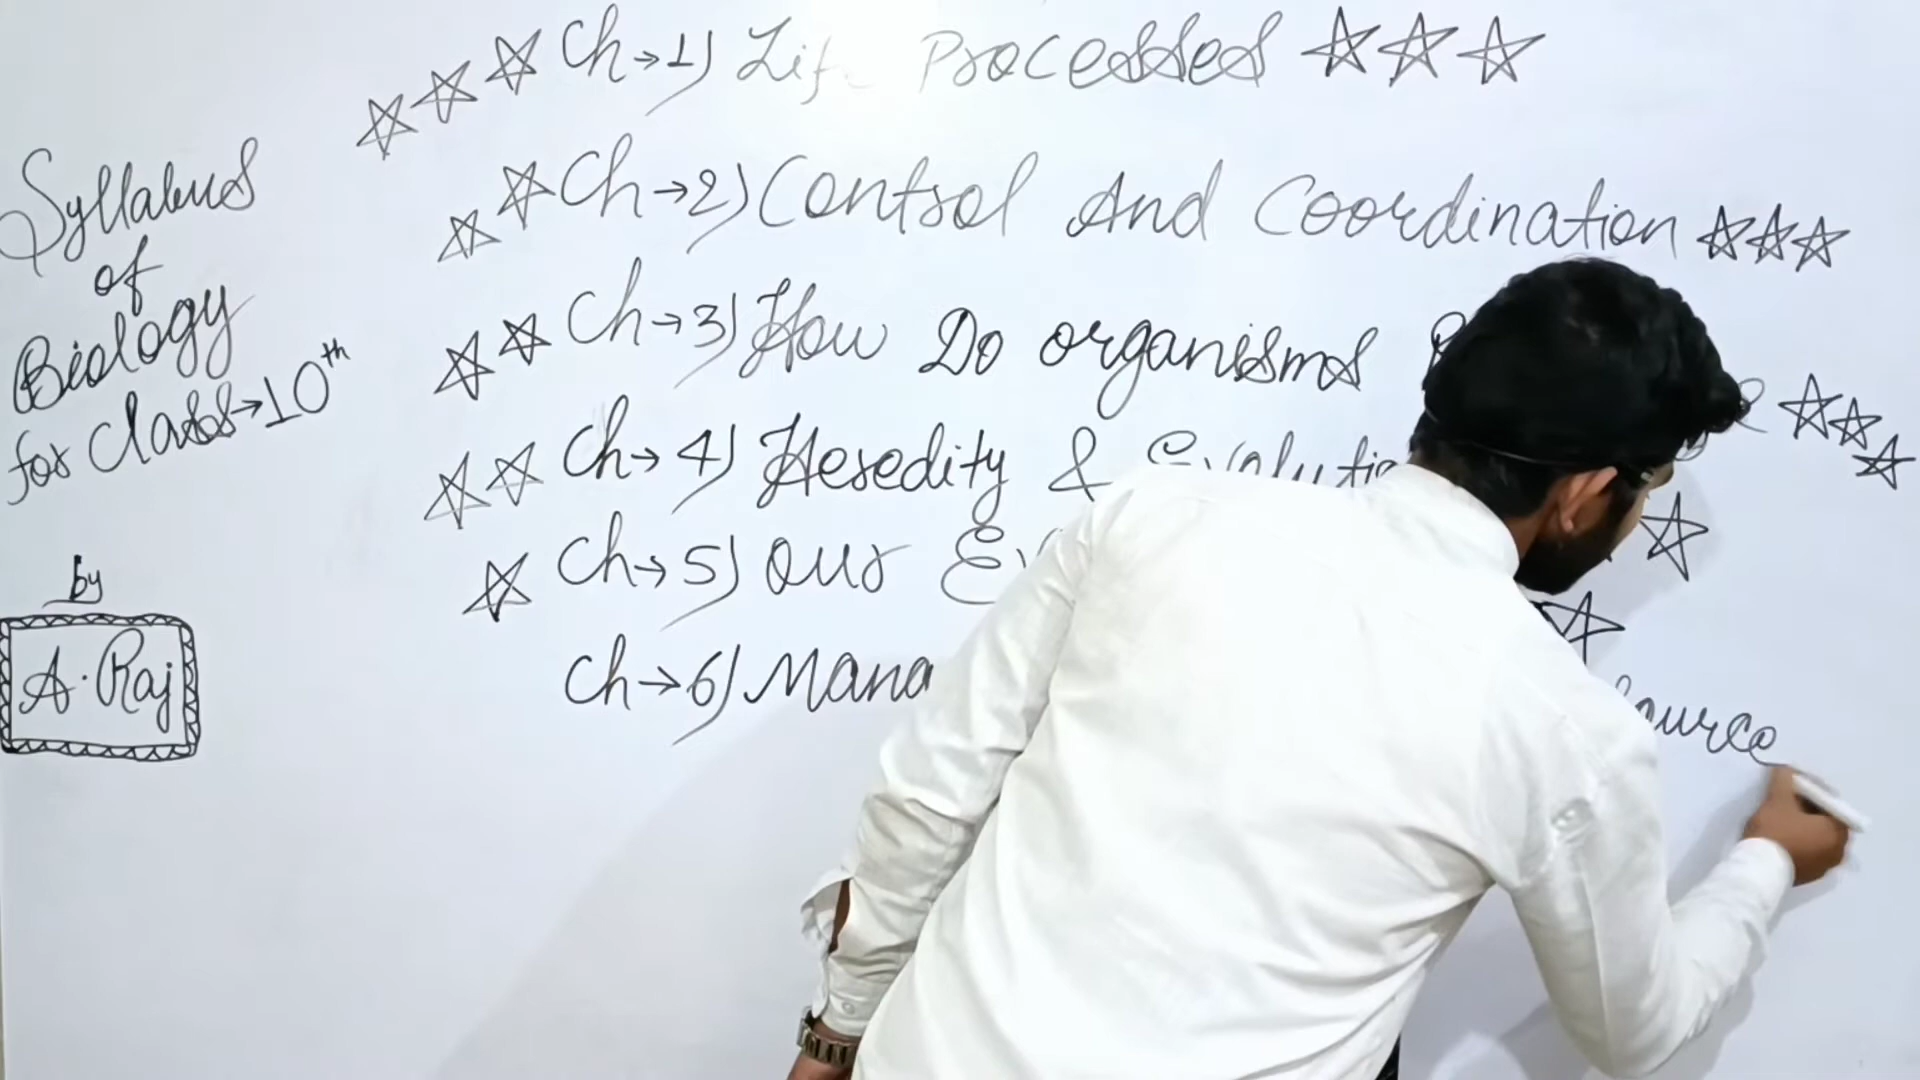 Syllabus
of
Biology
for Class→10th
by
A. Raj
Ch→1) Life Processes
Ch→2) Control And Coordination
Ch→3) How Do organisms
Ch→4) Heredity & Evolution
Ch→5) Our
Ch→6)